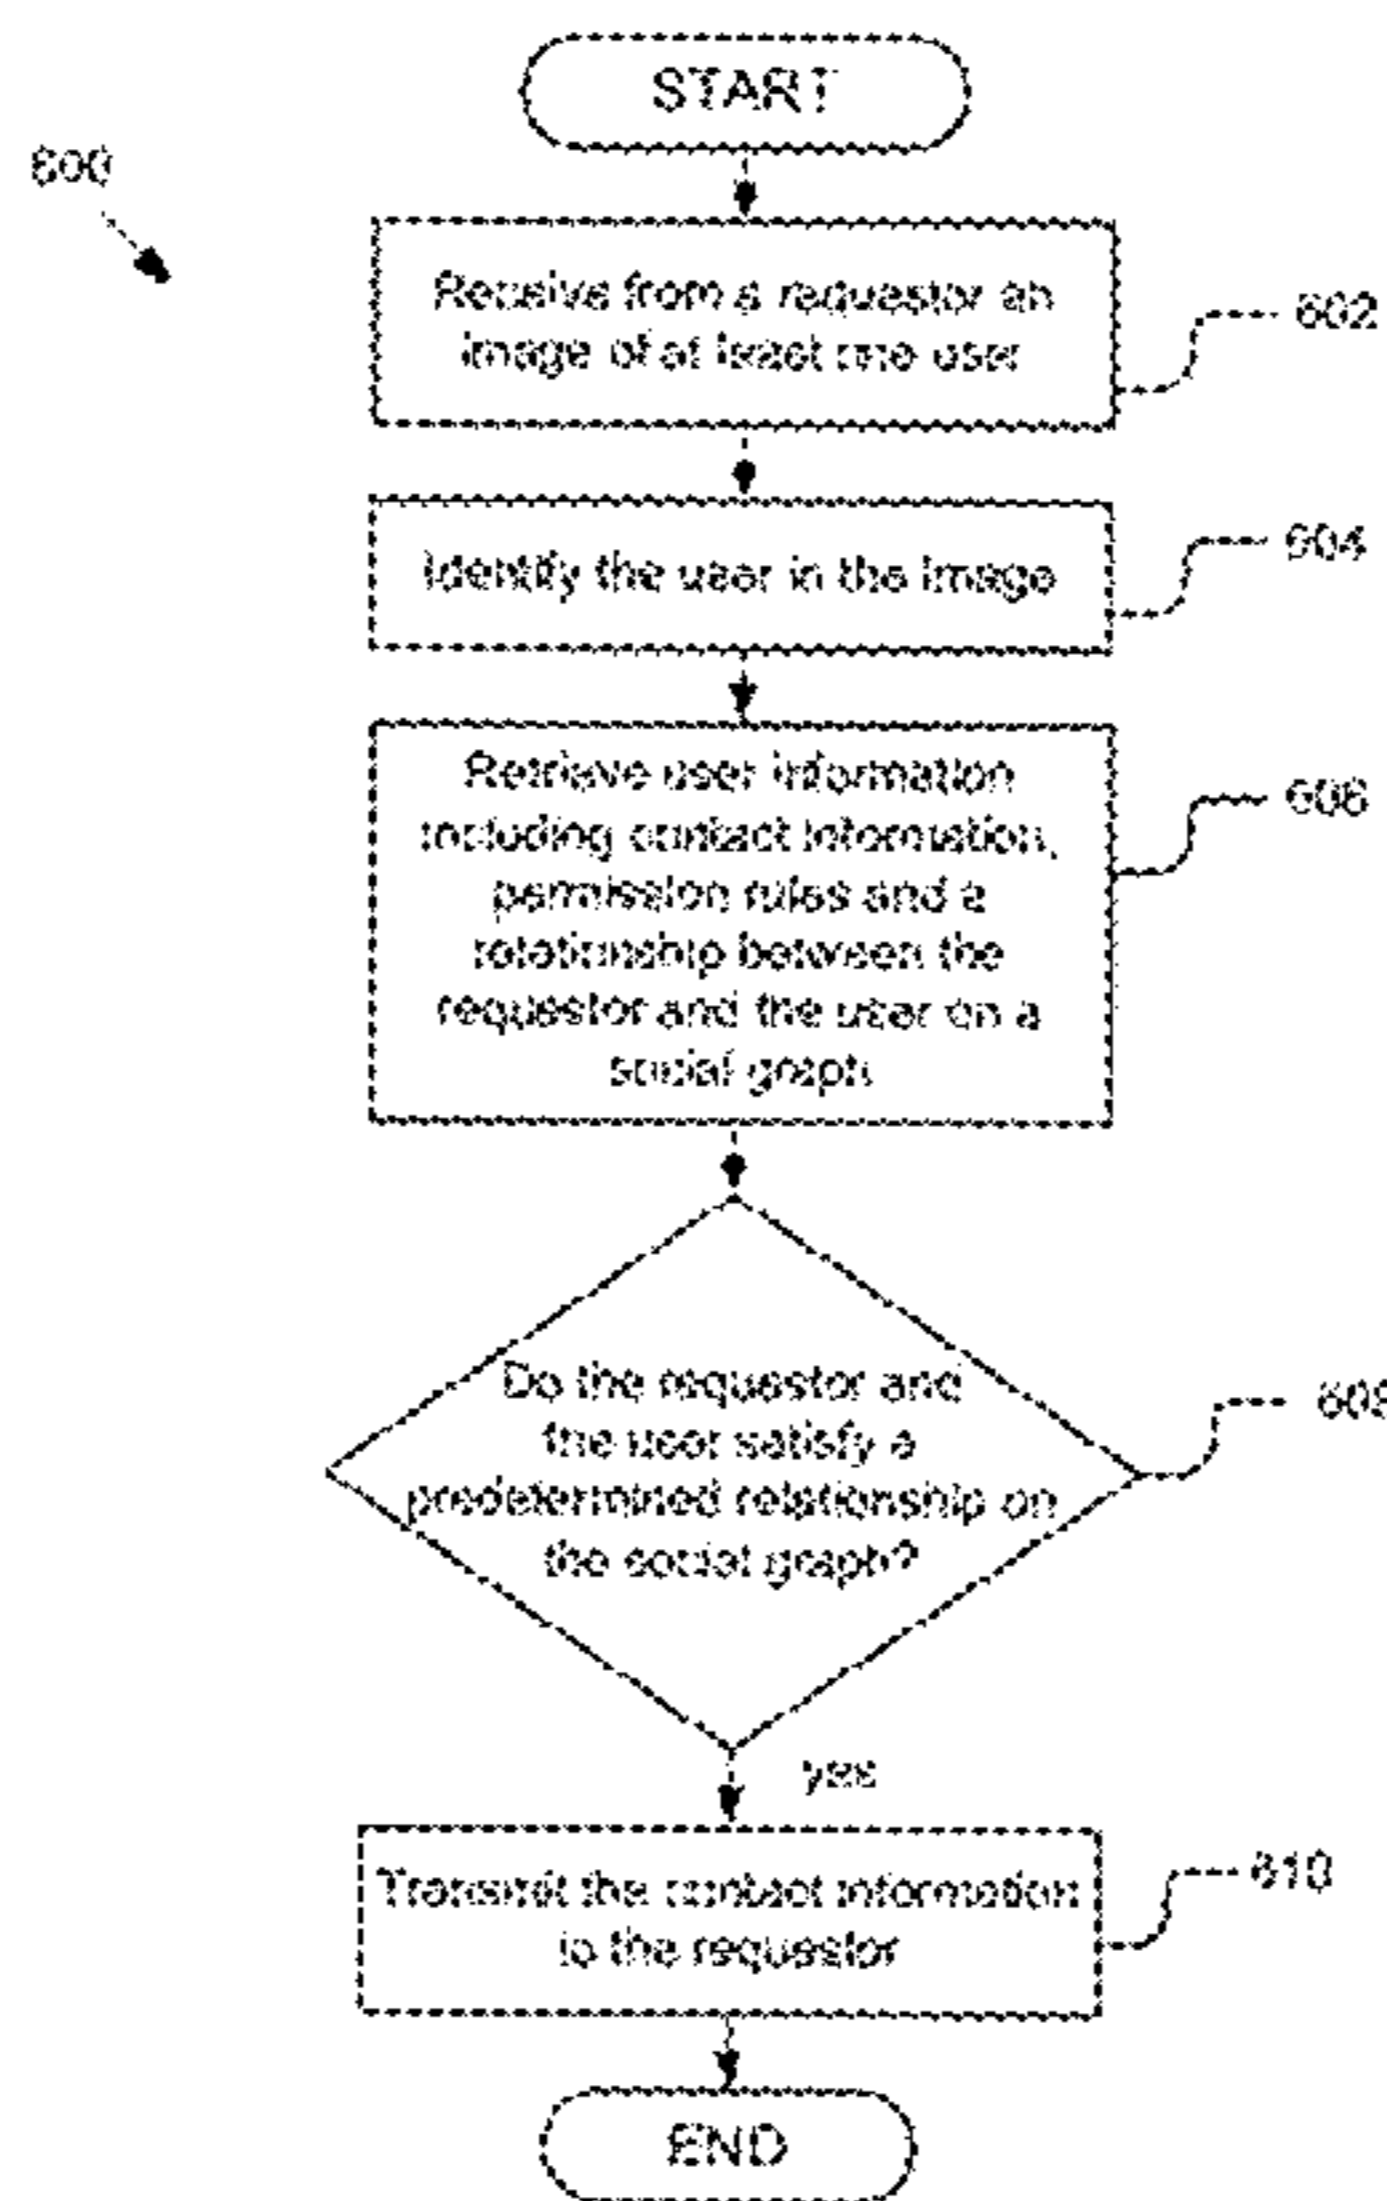 START
600
Receive from a requestor an
image of at least one user
602
Identify the user in the image
604
Retrieve user information
including contact information,
permission rules and a
relationship between the
requestor and the user on a
social graph
606
Do the requestor and
the user satisfy a
predetermined relationship on
the social graph?
608
yes
Transmit the contact information
to the requestor
610
END